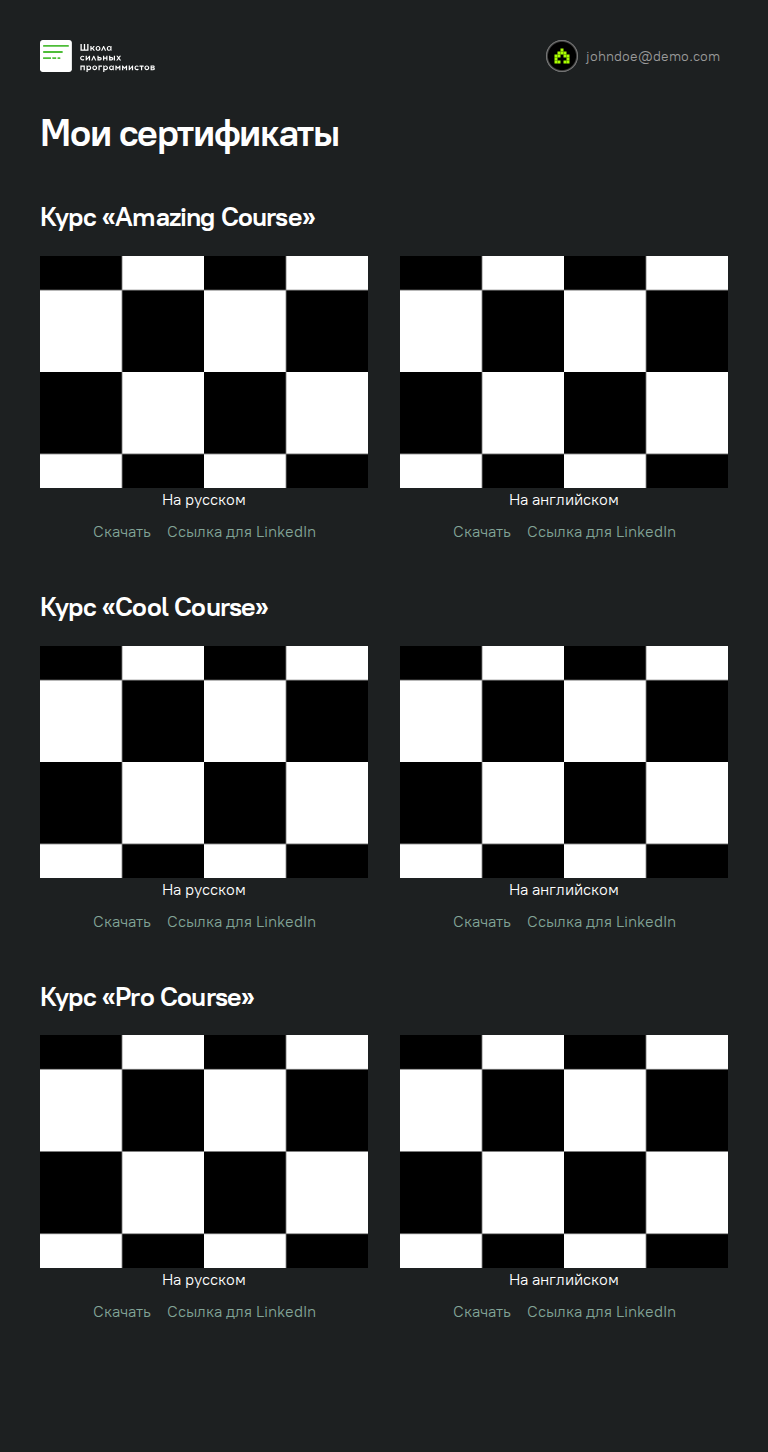 Школа
сильных
программистов
johndoe@demo.com
Мои сертификаты
Курс «Amazing Course»
На русском
На английском
Скачать Ссылка для LinkedIn
Скачать Ссылка для LinkedIn
Курс «Cool Course»
На русском
На английском
Скачать Ссылка для LinkedIn
Скачать Ссылка для LinkedIn
Курс «Pro Course»
На русском
На английском
Скачать Ссылка для LinkedIn
Скачать Ссылка для LinkedIn